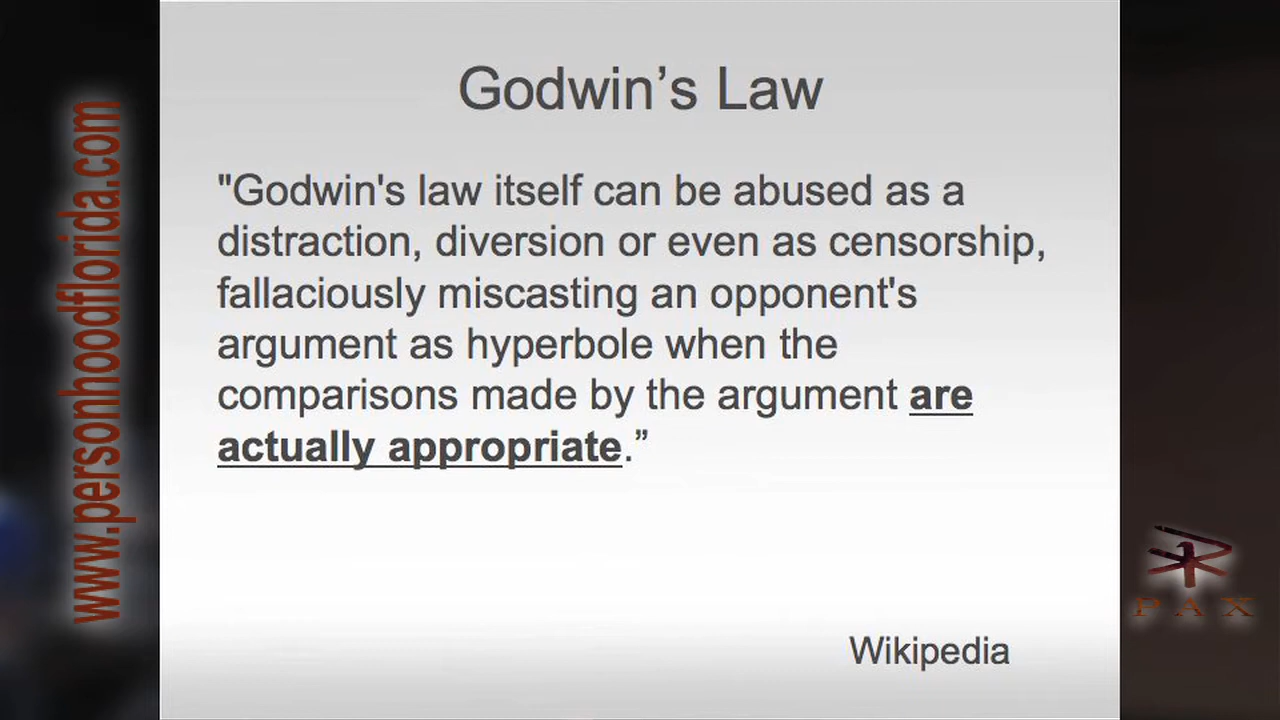 www.personhoodflorida.com
Godwin’s Law
"Godwin's law itself can be abused as a
distraction, diversion or even as censorship,
fallaciously miscasting an opponent's
argument as hyperbole when the
comparisons made by the argument are
actually appropriate.”
Wikipedia
PAX